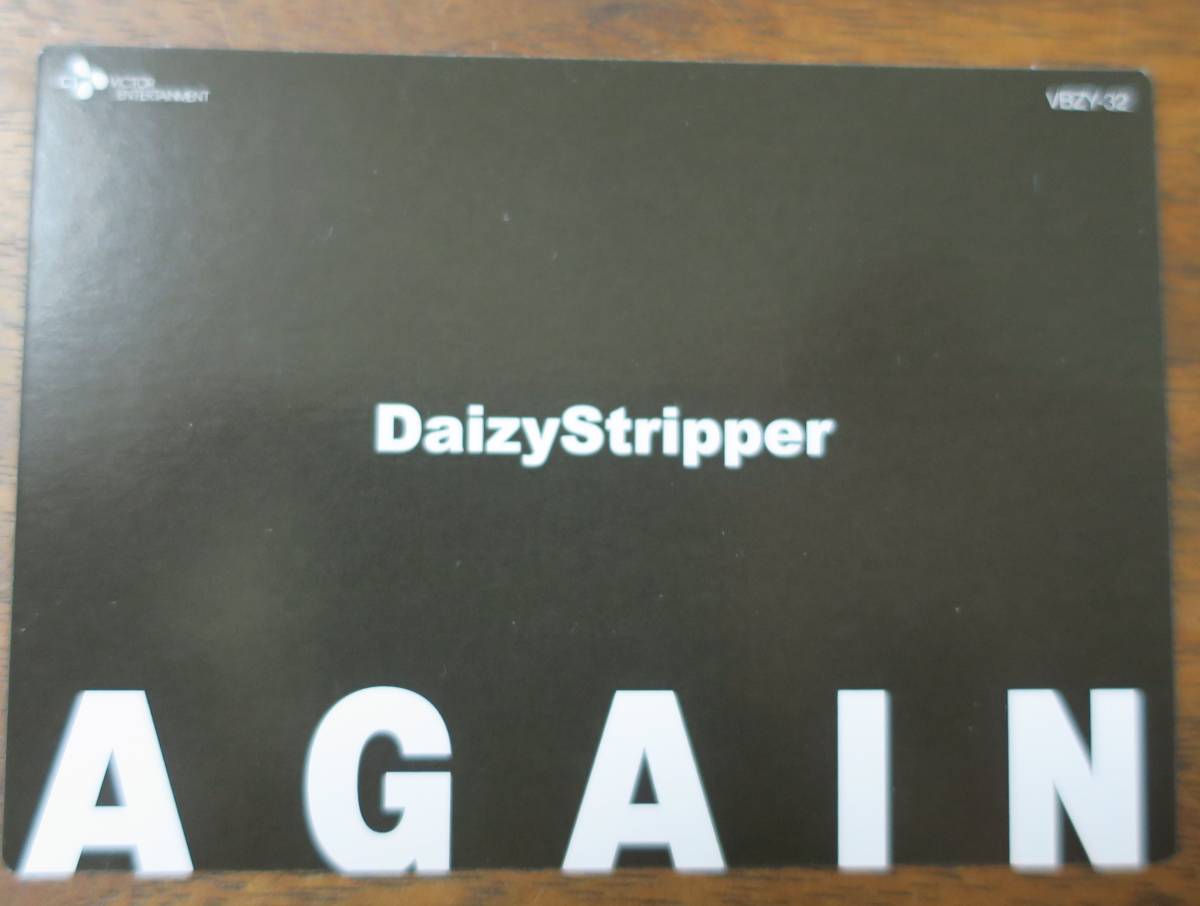 VICTOR
ENTERTAINMENT
VBZY-32
DaizyStripper
AGAIN